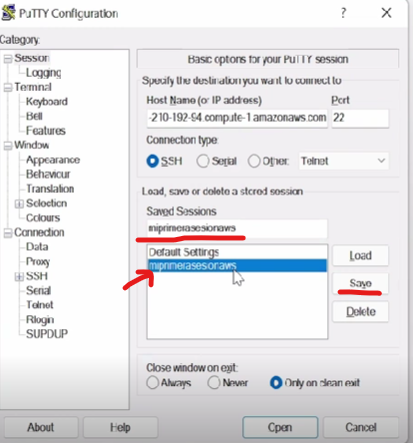 PuTTY Configuration
? ×
Category:
Session
Logging
Terminal
Keyboard
Bell
Features
Window
Appearance
Behaviour
Translation
Selection
Colours
Connection
Data
Proxy
SSH
Serial
Telnet
Rlogin
SUPDUP
Basic options for your PuTTY session
Specify the destination you want to connect to
Host Name (or IP address) Port
-210-192-94.compute-1.amazonaws.com 22
Connection type:
SSH Serial Other: Telnet
Load, save or delete a stored session
Saved Sessions
miprimerasesionaws
Default Settings
miprimerasesionaws
Load
Save
Delete
Close window on exit:
Always Never Only on clean exit
About Help Open Cancel